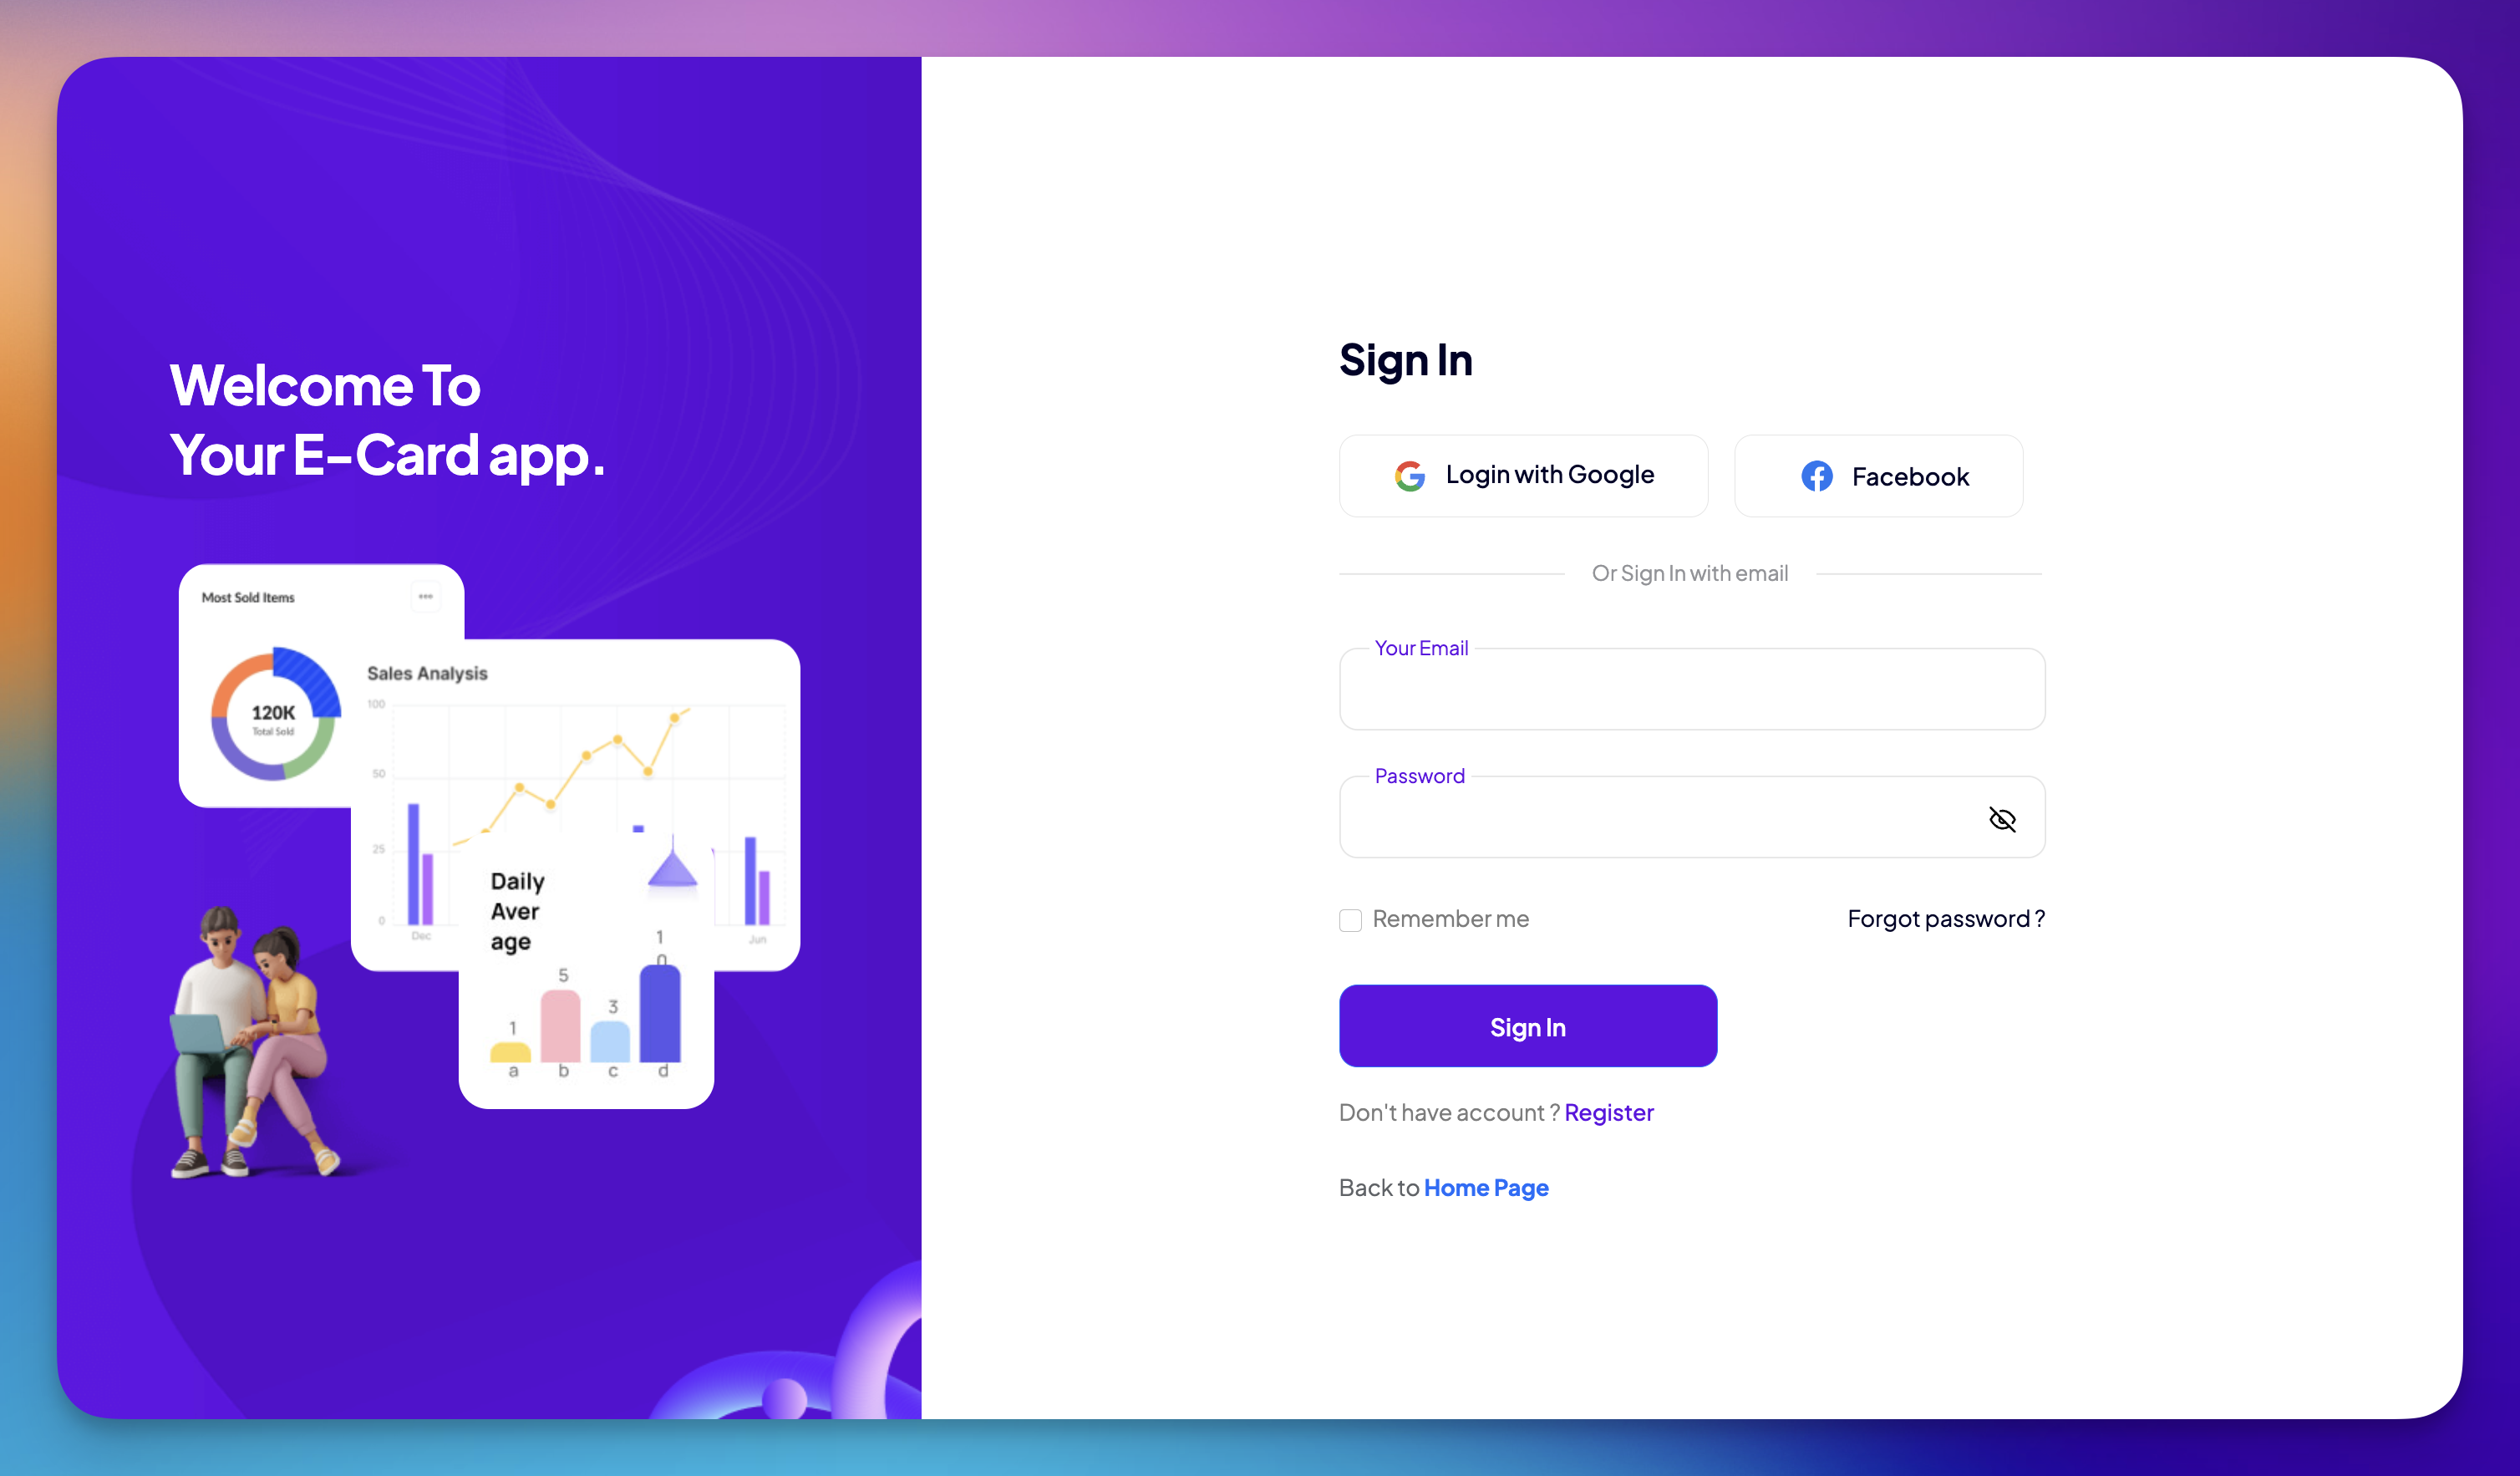 Welcome To
Your E-Card app.
Most Sold Items
120K
Total Sold
Sales Analysis
100
50
25
0
Dec
Jun
Daily
Aver
age
1
5
3
1
0
a
b
c
d
Sign In
Login with Google
Facebook
Or Sign In with email
Your Email
Password
Remember me
Forgot password ?
Sign In
Don't have account ? Register
Back to Home Page